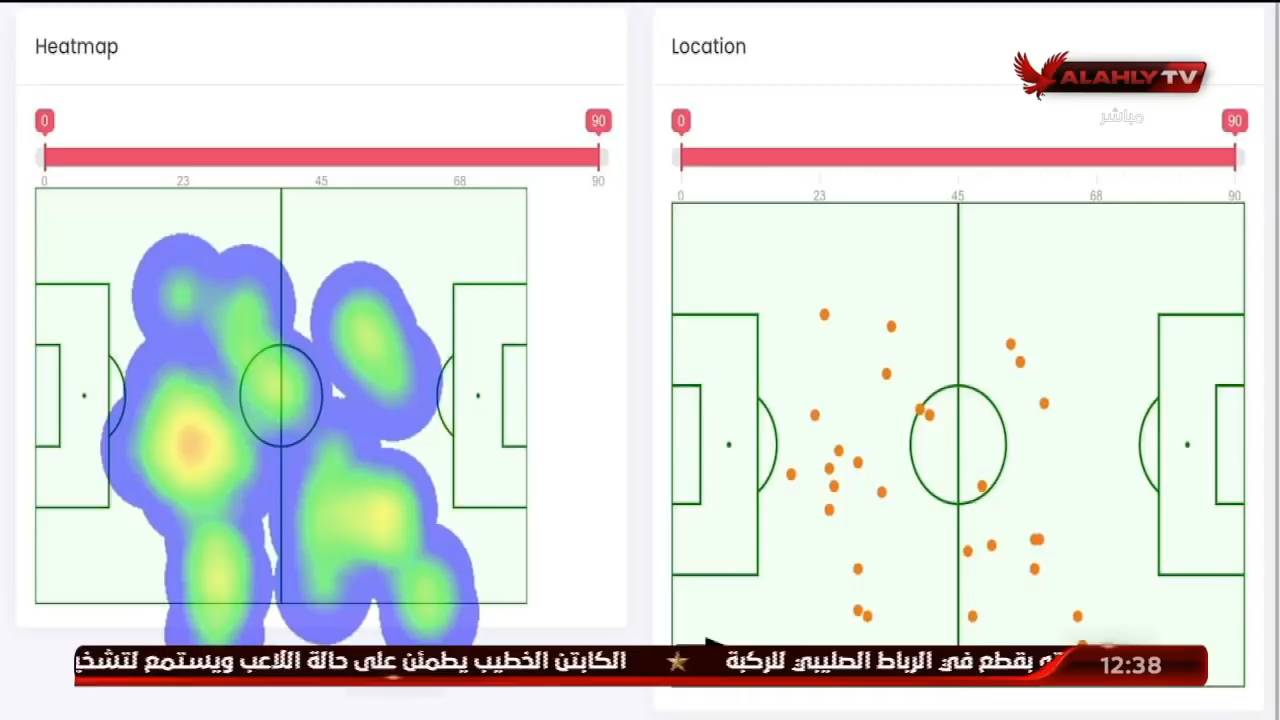 Heatmap
Location
ALAHLY TV
مباشر
0
90
0
90
0
23
45
68
90
0
23
45
68
90
بقطع في الرباط الصليبي للركبة
الكابتن الخطيب يطمئن على حالة اللاعب ويستمع
12:38